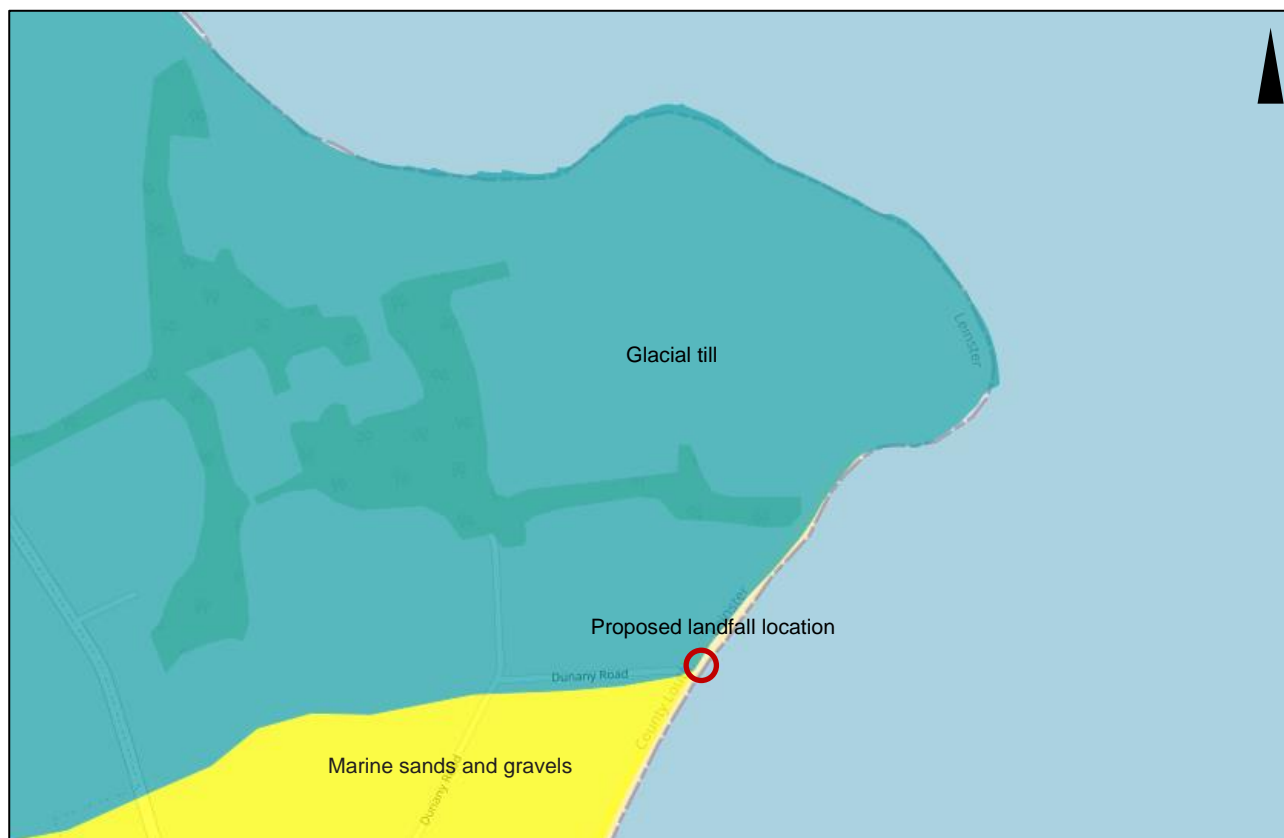 Leinster
Glacial till
Proposed landfall location
Dunany Road
Marine sands and gravels
Dunany Road